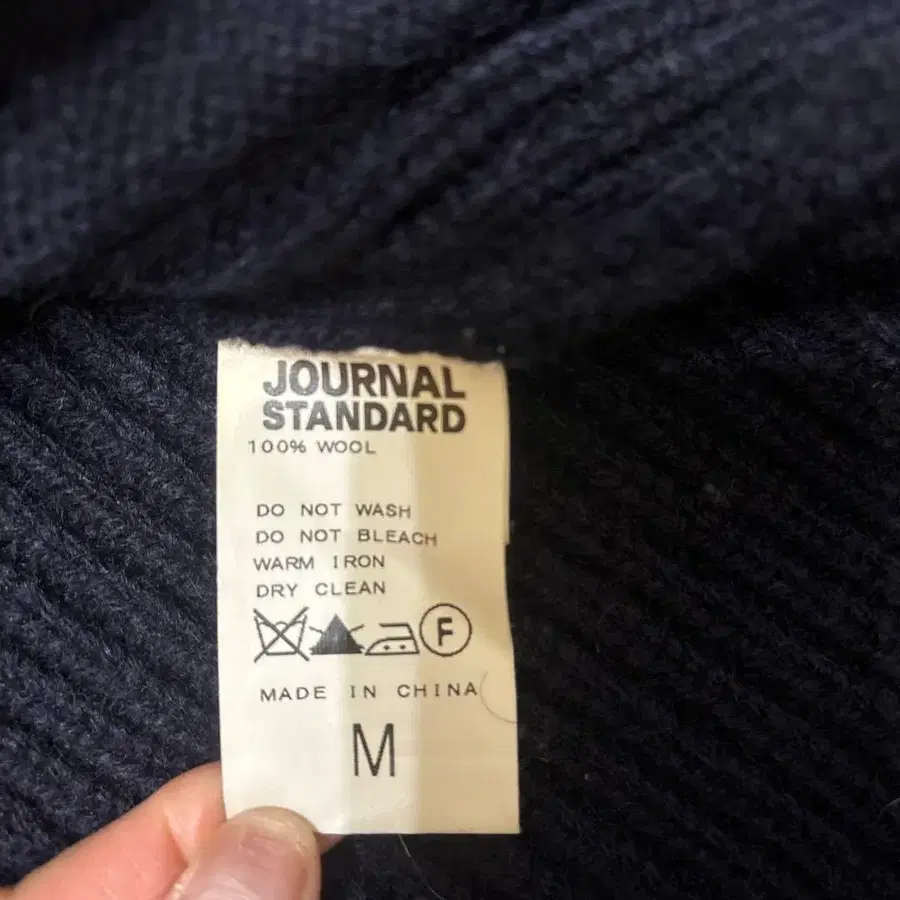 JOURNAL
STANDARD
100% WOOL
DO NOT WASH
DO NOT BLEACH
WARM IRON
DRY CLEAN
F
MADE IN CHINA
M